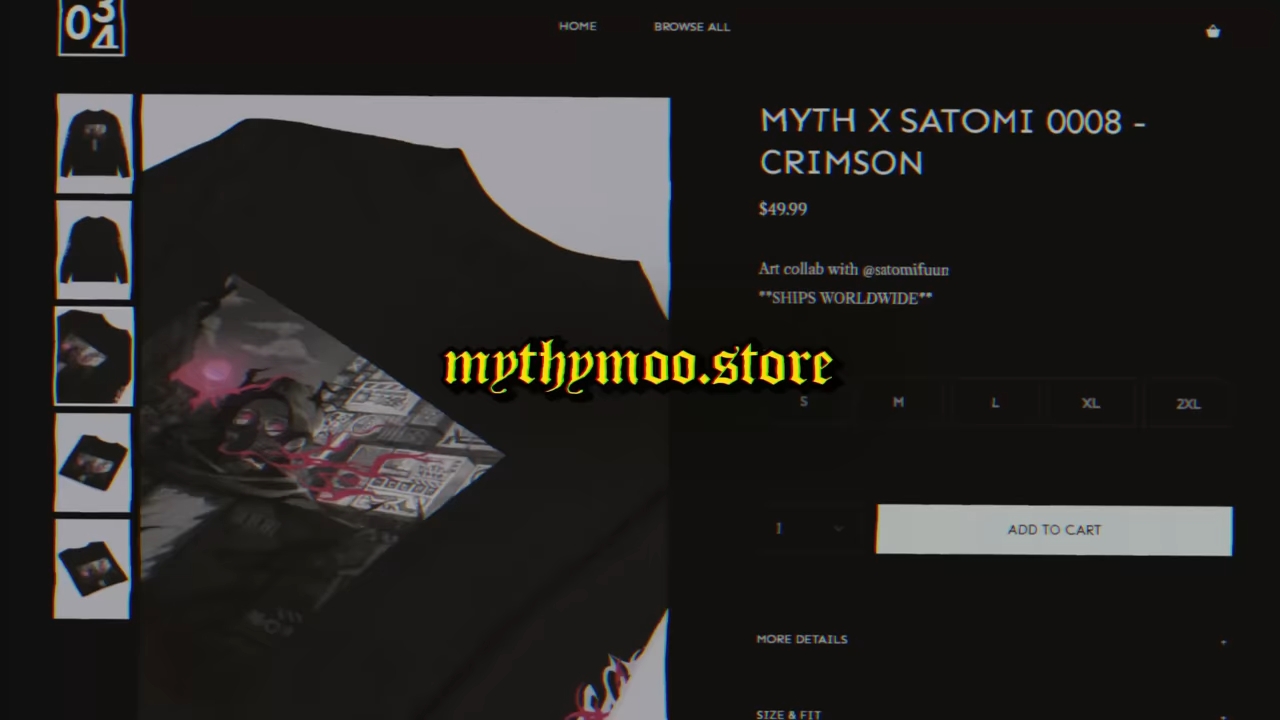 034
HOME
BROWSE ALL
MYTH X SATOMI 0008 -
CRIMSON
$49.99
Art collab with @satomifuun
**SHIPS WORLDWIDE**
mythymoo.store
S
M
L
XL
2XL
1
ADD TO CART
MORE DETAILS
+
SIZE & FIT